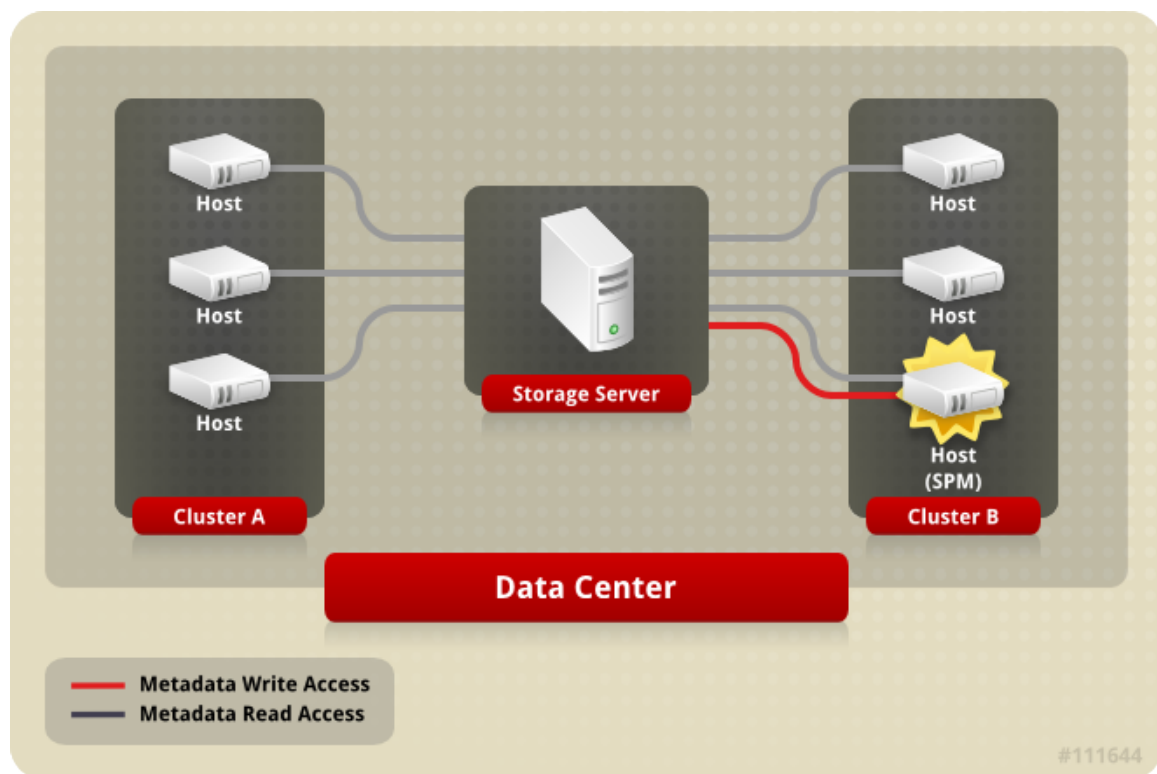 Host
Host
Host
Host
Host
Host
(SPM)
Storage Server
Cluster A
Cluster B
Data Center
Metadata Write Access
Metadata Read Access
#111644